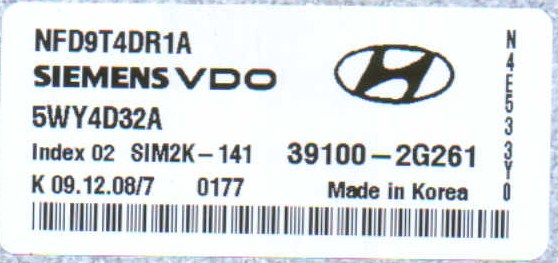 NFD9T4DR1A
SIEMENS VDO
5WY4D32A
Index 02 SIM2K-141 39100-2G261
K 09.12.08/7 0177 Made in Korea
N4E533Y0